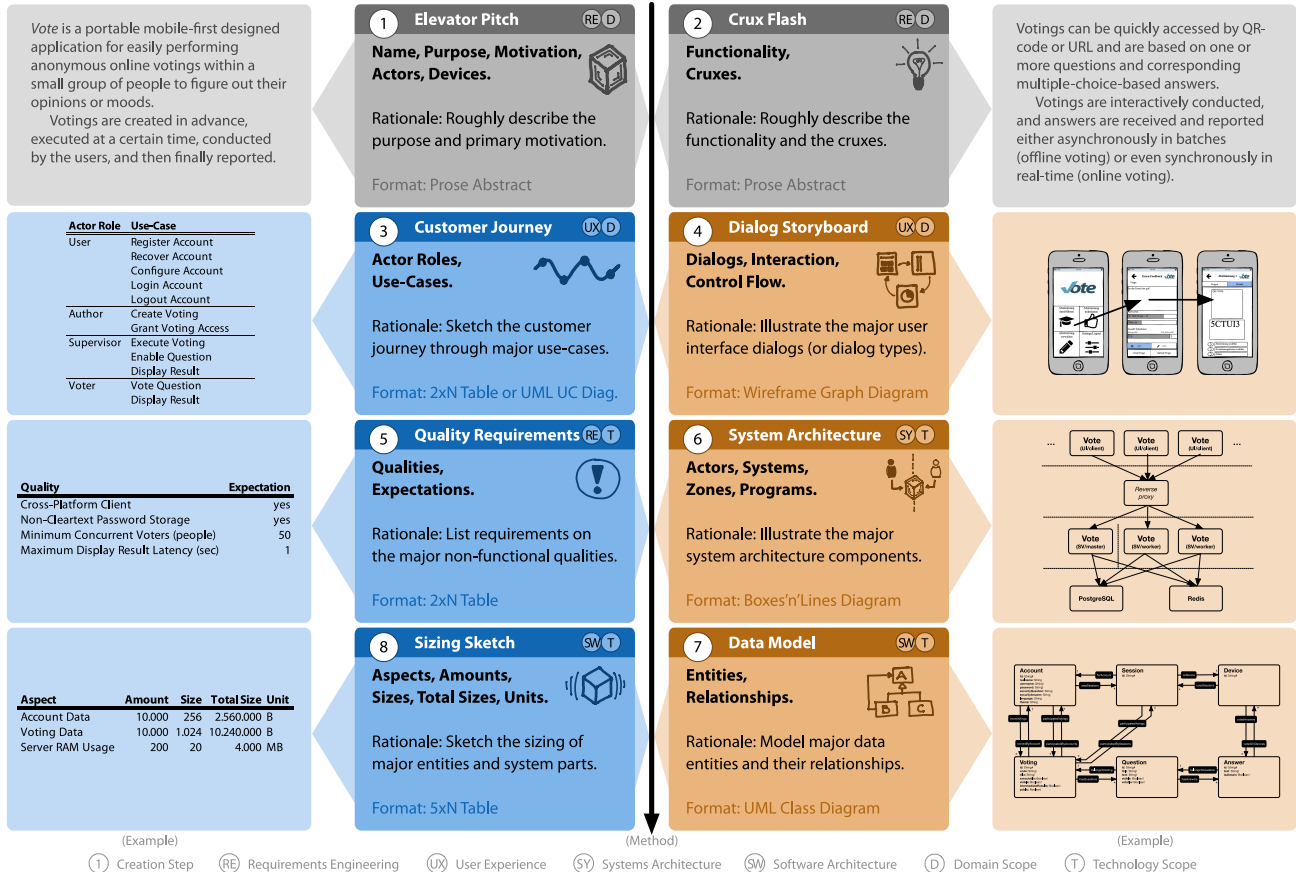 Vote is a portable mobile-first designed
application for easily performing
anonymous online votings within a
small group of people to figure out their
opinions or moods.
Votings are created in advance,
executed at a certain time, conducted
by the users, and then finally reported.
1 Elevator Pitch RE D
Name, Purpose, Motivation,
Actors, Devices.
Rationale: Roughly describe the
purpose and primary motivation.
Format: Prose Abstract
2 Crux Flash RE D
Functionality,
Cruxes.
Rationale: Roughly describe the
functionality and the cruxes.
Format: Prose Abstract
Votings can be quickly accessed by QR-
code or URL and are based on one or
more questions and corresponding
multiple-choice-based answers.
Votings are interactively conducted,
and answers are received and reported
either asynchronously in batches
(offline voting) or even synchronously in
real-time (online voting).
Actor Role Use-Case
User Register Account
Recover Account
Configure Account
Login Account
Logout Account
Author Create Voting
Grant Voting Access
Supervisor Execute Voting
Enable Question
Display Result
Voter Vote Question
Display Result
3 Customer Journey UX D
Actor Roles,
Use-Cases.
Rationale: Sketch the customer
journey through major use-cases.
Format: 2xN Table or UML UC Diag.
4 Dialog Storyboard UX D
Dialogs, Interaction,
Control Flow.
Rationale: Illustrate the major user
interface dialogs (or dialog types).
Format: Wireframe Graph Diagram
Vote
5CTUI3
Quality Expectation
Cross-Platform Client yes
Non-Cleartext Password Storage yes
Minimum Concurrent Voters (people) 50
Maximum Display Result Latency (sec) 1
5 Quality Requirements RE T
Qualities,
Expectations.
Rationale: List requirements on
the major non-functional qualities.
Format: 2xN Table
6 System Architecture SY T
Actors, Systems,
Zones, Programs.
Rationale: Illustrate the major
system architecture components.
Format: Boxes'n'Lines Diagram
... Vote Vote Vote ...
(UI/client) (UI/client) (UI/client)
Reverse
proxy
Vote Vote Vote
(SV/master) (SV/worker) (SV/worker)
PostgreSQL Redis
Aspect Amount Size Total Size Unit
Account Data 10.000 256 2.560.000 B
Voting Data 10.000 1.024 10.240.000 B
Server RAM Usage 200 20 4.000 MB
8 Sizing Sketch SW T
Aspects, Amounts,
Sizes, Total Sizes, Units.
Rationale: Sketch the sizing of
major entities and system parts.
Format: 5xN Table
7 Data Model SW T
Entities,
Relationships.
A
B C
Rationale: Model major data
entities and their relationships.
Format: UML Class Diagram
Account Session Device
Voting Question Answer
(Example) (Method) (Example)
1 Creation Step RE Requirements Engineering UX User Experience SY Systems Architecture SW Software Architecture D Domain Scope T Technology Scope